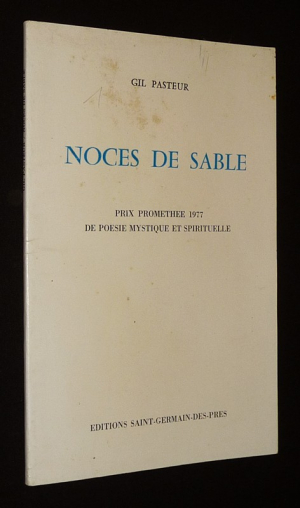 GIL PASTEUR
NOCES DE SABLE
PRIX PROMETHEE 1977
DE POESIE MYSTIQUE ET SPIRITUELLE
EDITIONS SAINT-GERMAIN-DES-PRES